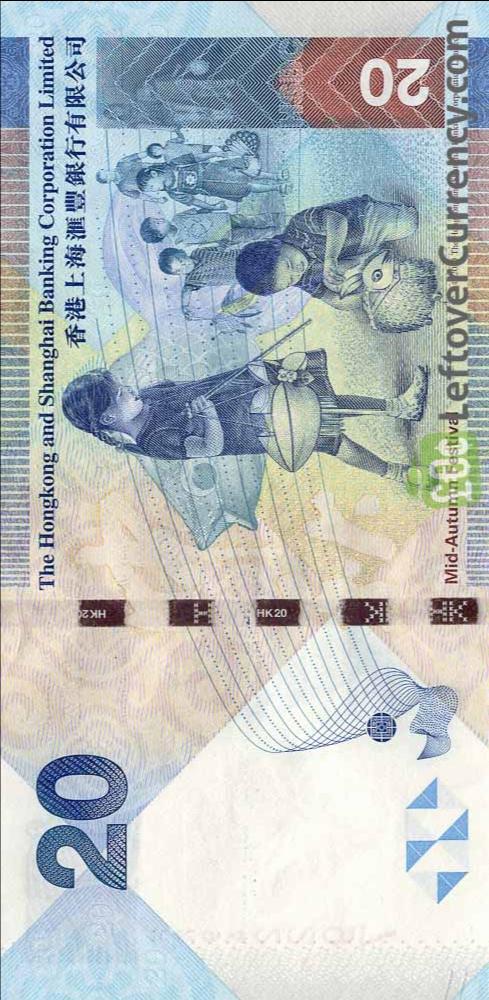 The Hongkong and Shanghai Banking Corporation Limited
香港上海滙豐銀行有限公司
20
Mid-Autumn Festival
HK20
HK20
20
LeftoverCurrency.com